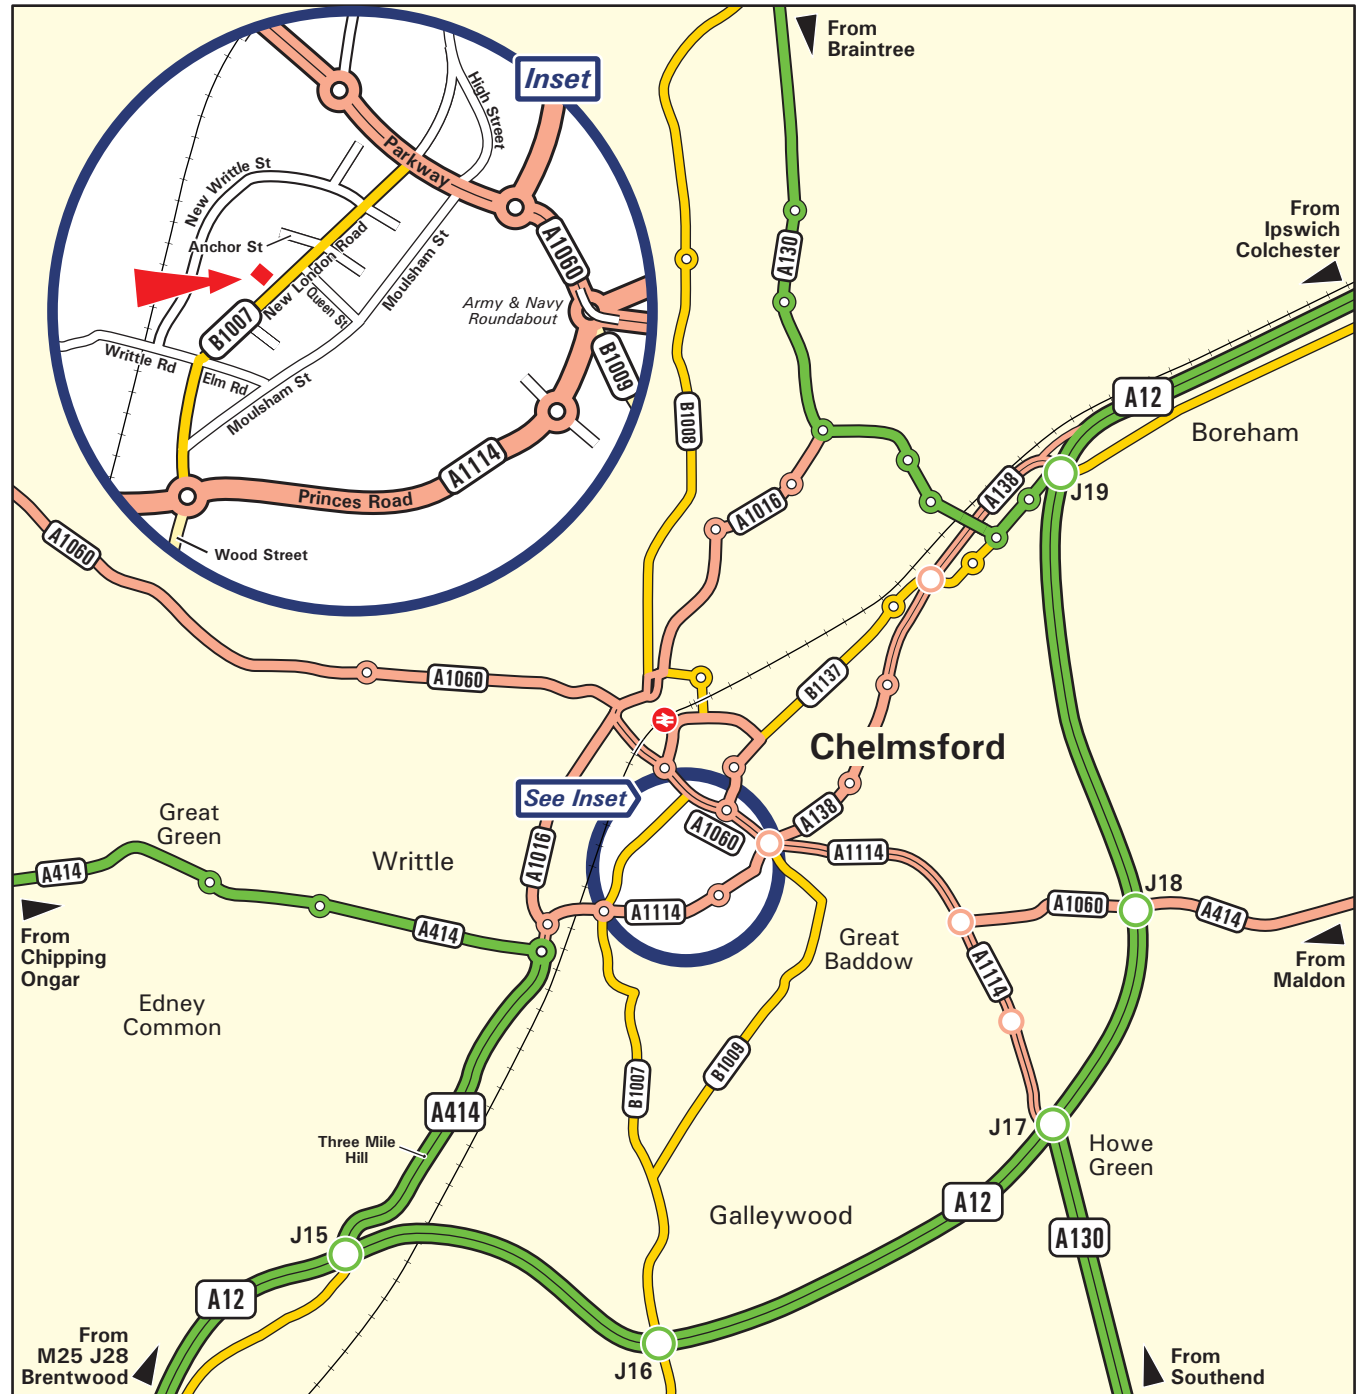 From
Braintree
Inset
High Street
Parkway
New Writtle St
Anchor St
New London Road
Queen St
Moulsham St
A1060
Army & Navy
Roundabout
B1007
B1009
Writtle Rd
Elm Rd
Moulsham St
A1114
Princes Road
Wood Street
A130
From
Ipswich
Colchester
A12
Boreham
B1008
A138
J19
A1016
A1060
A1060
B1137
Chelmsford
See Inset
Great
Green
Writtle
A1016
A1060
A138
A1114
A414
From
Chipping
Ongar
A414
A1114
J18
A1060
A414
From
Maldon
Great
Baddow
A1114
Edney
Common
B1007
B1009
A414
Three Mile
Hill
J17
Howe
Green
Galleywood
A12
A130
J15
A12
From
M25 J28
Brentwood
J16
From
Southend